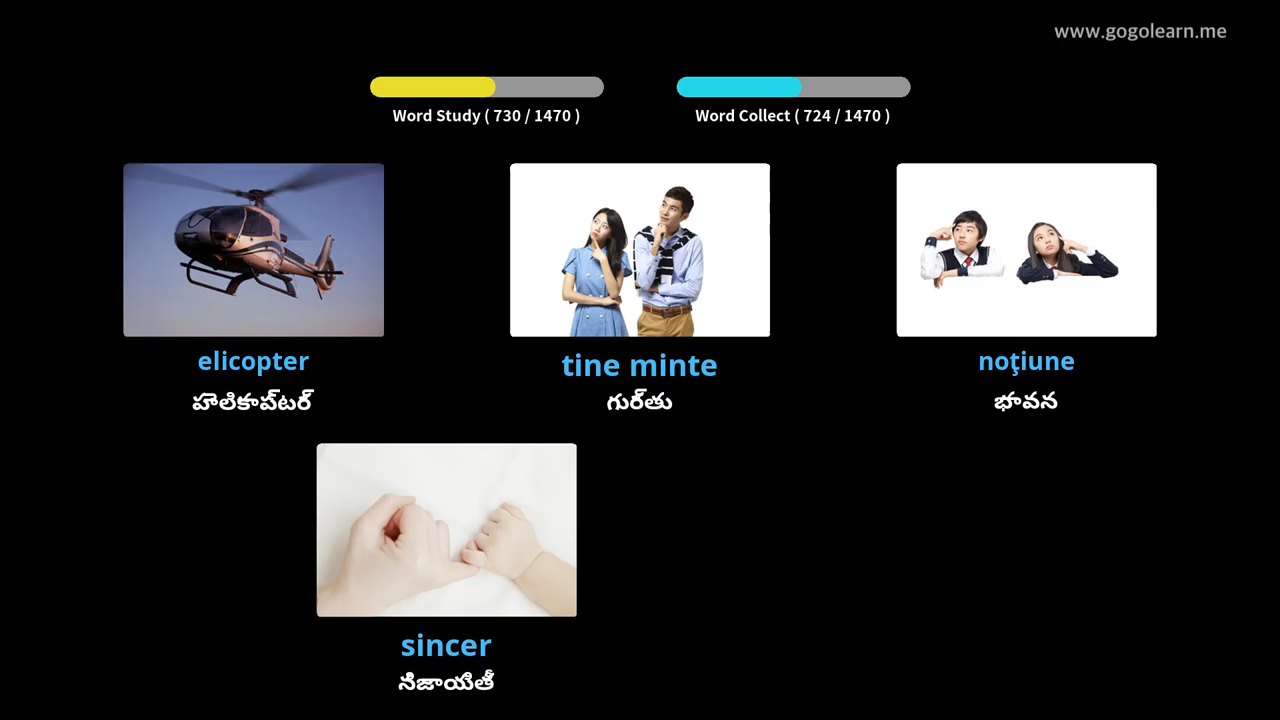 www.gogolearn.me
Word Study ( 730 / 1470 )
Word Collect ( 724 / 1470 )
elicopter
హెలికాప్టర్
tine minte
గుర్తు
noţiune
భావన
sincer
నిజాయితీ